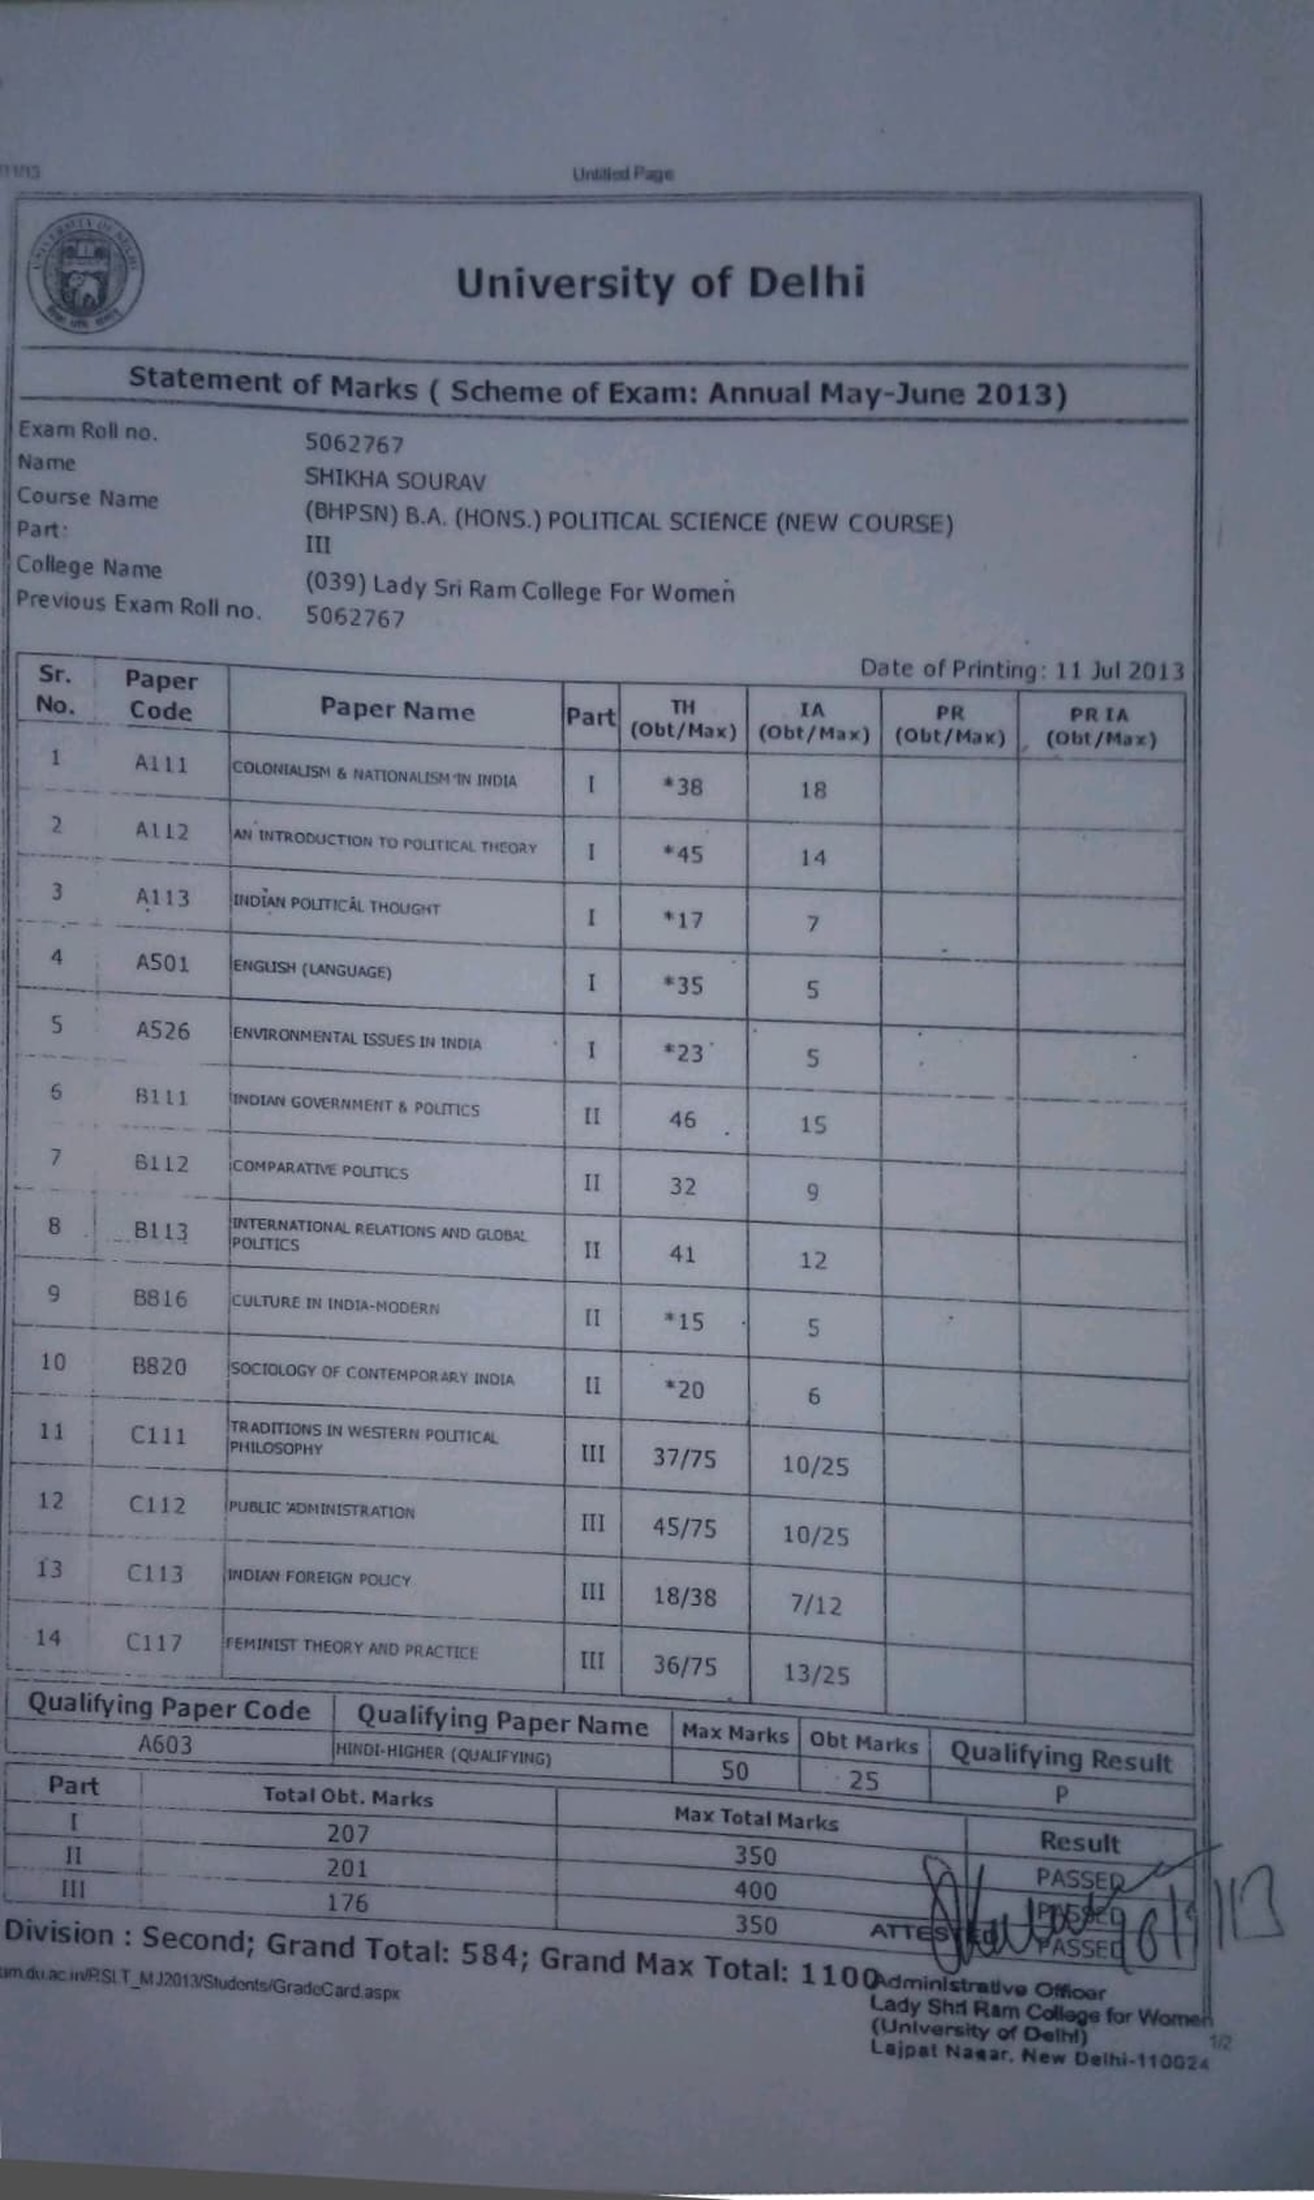 11/13 Untitled Page
UNIVERSITY OF DELHI
University of Delhi
Statement of Marks ( Scheme of Exam: Annual May-June 2013)
Exam Roll no. 5062767
Name SHIKHA SOURAV
Course Name (BHPSN) B.A. (HONS.) POLITICAL SCIENCE (NEW COURSE)
Part: III
College Name (039) Lady Sri Ram College For Women
Previous Exam Roll no. 5062767
Date of Printing: 11 Jul 2013
Sr. No. Paper Code Paper Name Part TH (Obt/Max) IA (Obt/Max) PR (Obt/Max) PR IA (Obt/Max)
1 A111 COLONIALISM & NATIONALISM IN INDIA I *38 18
2 A112 AN INTRODUCTION TO POLITICAL THEORY I *45 14
3 A113 INDIAN POLITICAL THOUGHT I *17 7
4 A501 ENGLISH (LANGUAGE) I *35 5
5 A526 ENVIRONMENTAL ISSUES IN INDIA I *23 5
6 B111 INDIAN GOVERNMENT & POLITICS II 46 15
7 B112 COMPARATIVE POLITICS II 32 9
8 B113 INTERNATIONAL RELATIONS AND GLOBAL POLITICS II 41 12
9 B816 CULTURE IN INDIA-MODERN II *15 5
10 B820 SOCIOLOGY OF CONTEMPORARY INDIA II *20 6
11 C111 TRADITIONS IN WESTERN POLITICAL PHILOSOPHY III 37/75 10/25
12 C112 PUBLIC ADMINISTRATION III 45/75 10/25
13 C113 INDIAN FOREIGN POLICY III 18/38 7/12
14 C117 FEMINIST THEORY AND PRACTICE III 36/75 13/25
Qualifying Paper Code Qualifying Paper Name Max Marks Obt Marks Qualifying Result
A603 HINDI-HIGHER (QUALIFYING) 50 25 P
Part Total Obt. Marks Max Total Marks Result
I 207 350 PASSED
II 201 400 PASSED
III 176 350 PASSED
ATTESTED
Division : Second; Grand Total: 584; Grand Max Total: 1100
um.du.ac.in/RSLT_MJ2013/Students/GradeCard.aspx
Administrative Officer
Lady Shri Ram College for Women
(University of Delhi)
Lajpat Nagar, New Delhi-110024
1/2